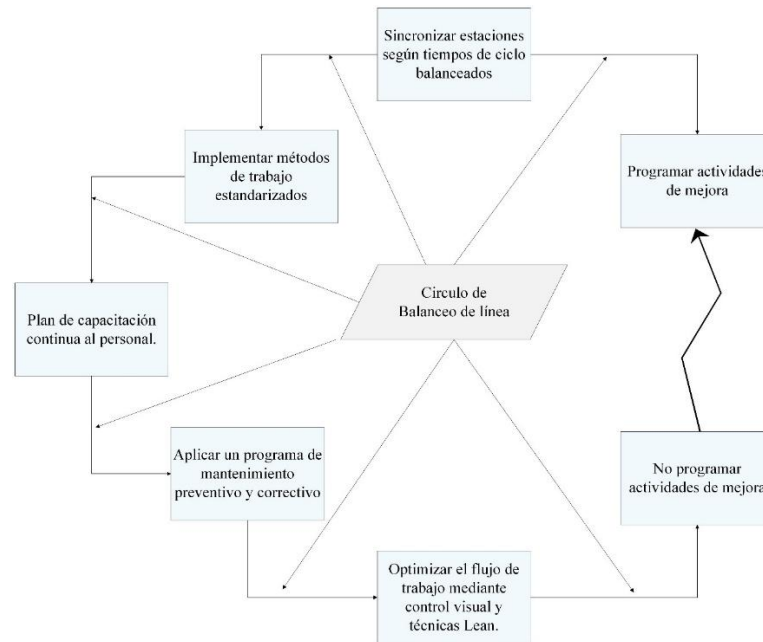 Sincronizar estaciones
según tiempos de ciclo
balanceados
Implementar métodos
de trabajo
estandarizados
Programar actividades
de mejora
Circulo de
Balanceo de línea
Plan de capacitación
continua al personal.
Aplicar un programa de
mantenimiento
preventivo y correctivo
No programar
actividades de mejora
Optimizar el flujo de
trabajo mediante
control visual y
técnicas Lean.